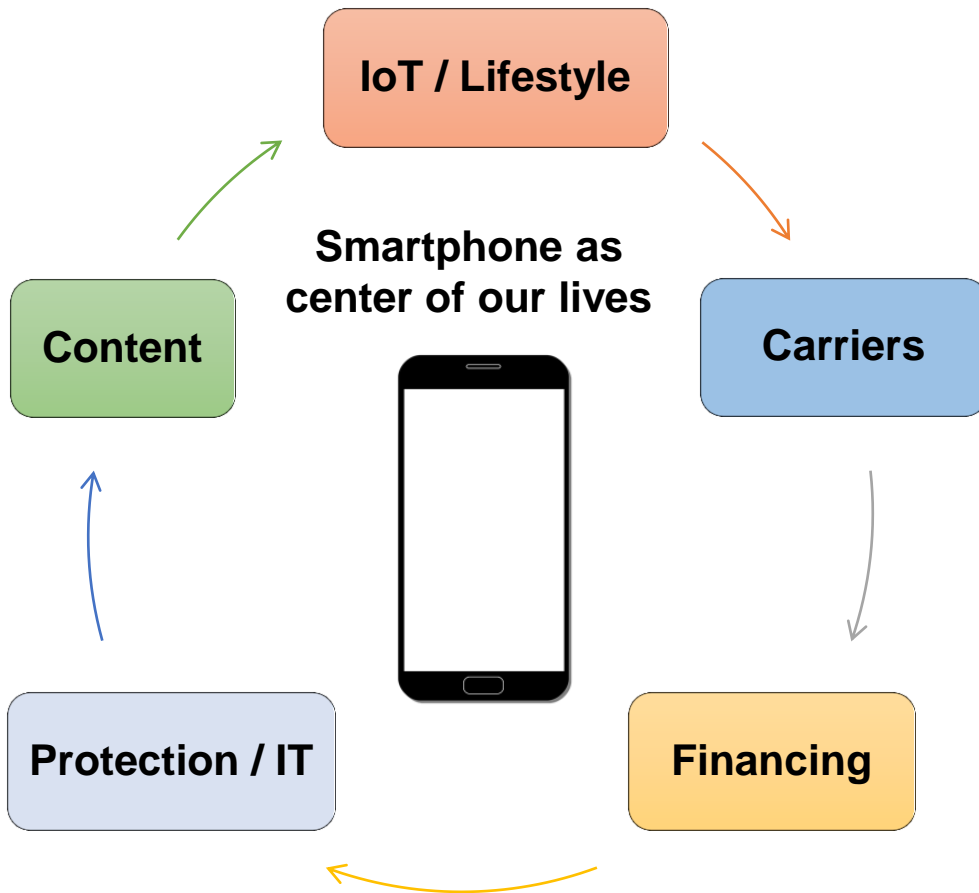 IoT / Lifestyle
Smartphone as
center of our lives
Content
Carriers
Protection / IT
Financing